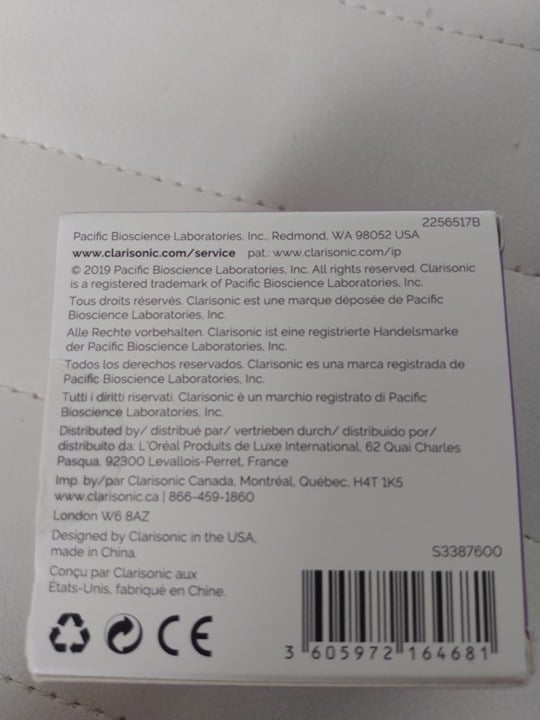 2256517B
Pacific Bioscience Laboratories, Inc., Redmond, WA 98052 USA
www.clarisonic.com/service pat.: www.clarisonic.com/ip
© 2019 Pacific Bioscience Laboratories, Inc. All rights reserved. Clarisonic
is a registered trademark of Pacific Bioscience Laboratories, Inc.
Tous droits réservés. Clarisonic est une marque déposée de Pacific
Bioscience Laboratories, Inc.
Alle Rechte vorbehalten. Clarisonic ist eine registrierte Handelsmarke
der Pacific Bioscience Laboratories, Inc.
Todos los derechos reservados. Clarisonic es una marca registrada de
Pacific Bioscience Laboratories, Inc.
Tutti i diritti riservati. Clarisonic è un marchio registrato di Pacific
Bioscience Laboratories, Inc.
Distributed by/ distribué par/ vertrieben durch/ distribuido por/
distribuito da: L'Oréal Produits de Luxe International, 62 Quai Charles
Pasqua, 92300 Levallois-Perret, France
Imp. by/par Clarisonic Canada, Montréal, Québec, H4T 1K5
www.clarisonic.ca | 866-459-1860
London W6 8AZ
Designed by Clarisonic in the USA,
made in China.
S3387600
Conçu par Clarisonic aux
États-Unis, fabriqué en Chine.
CE
3 605972 164681